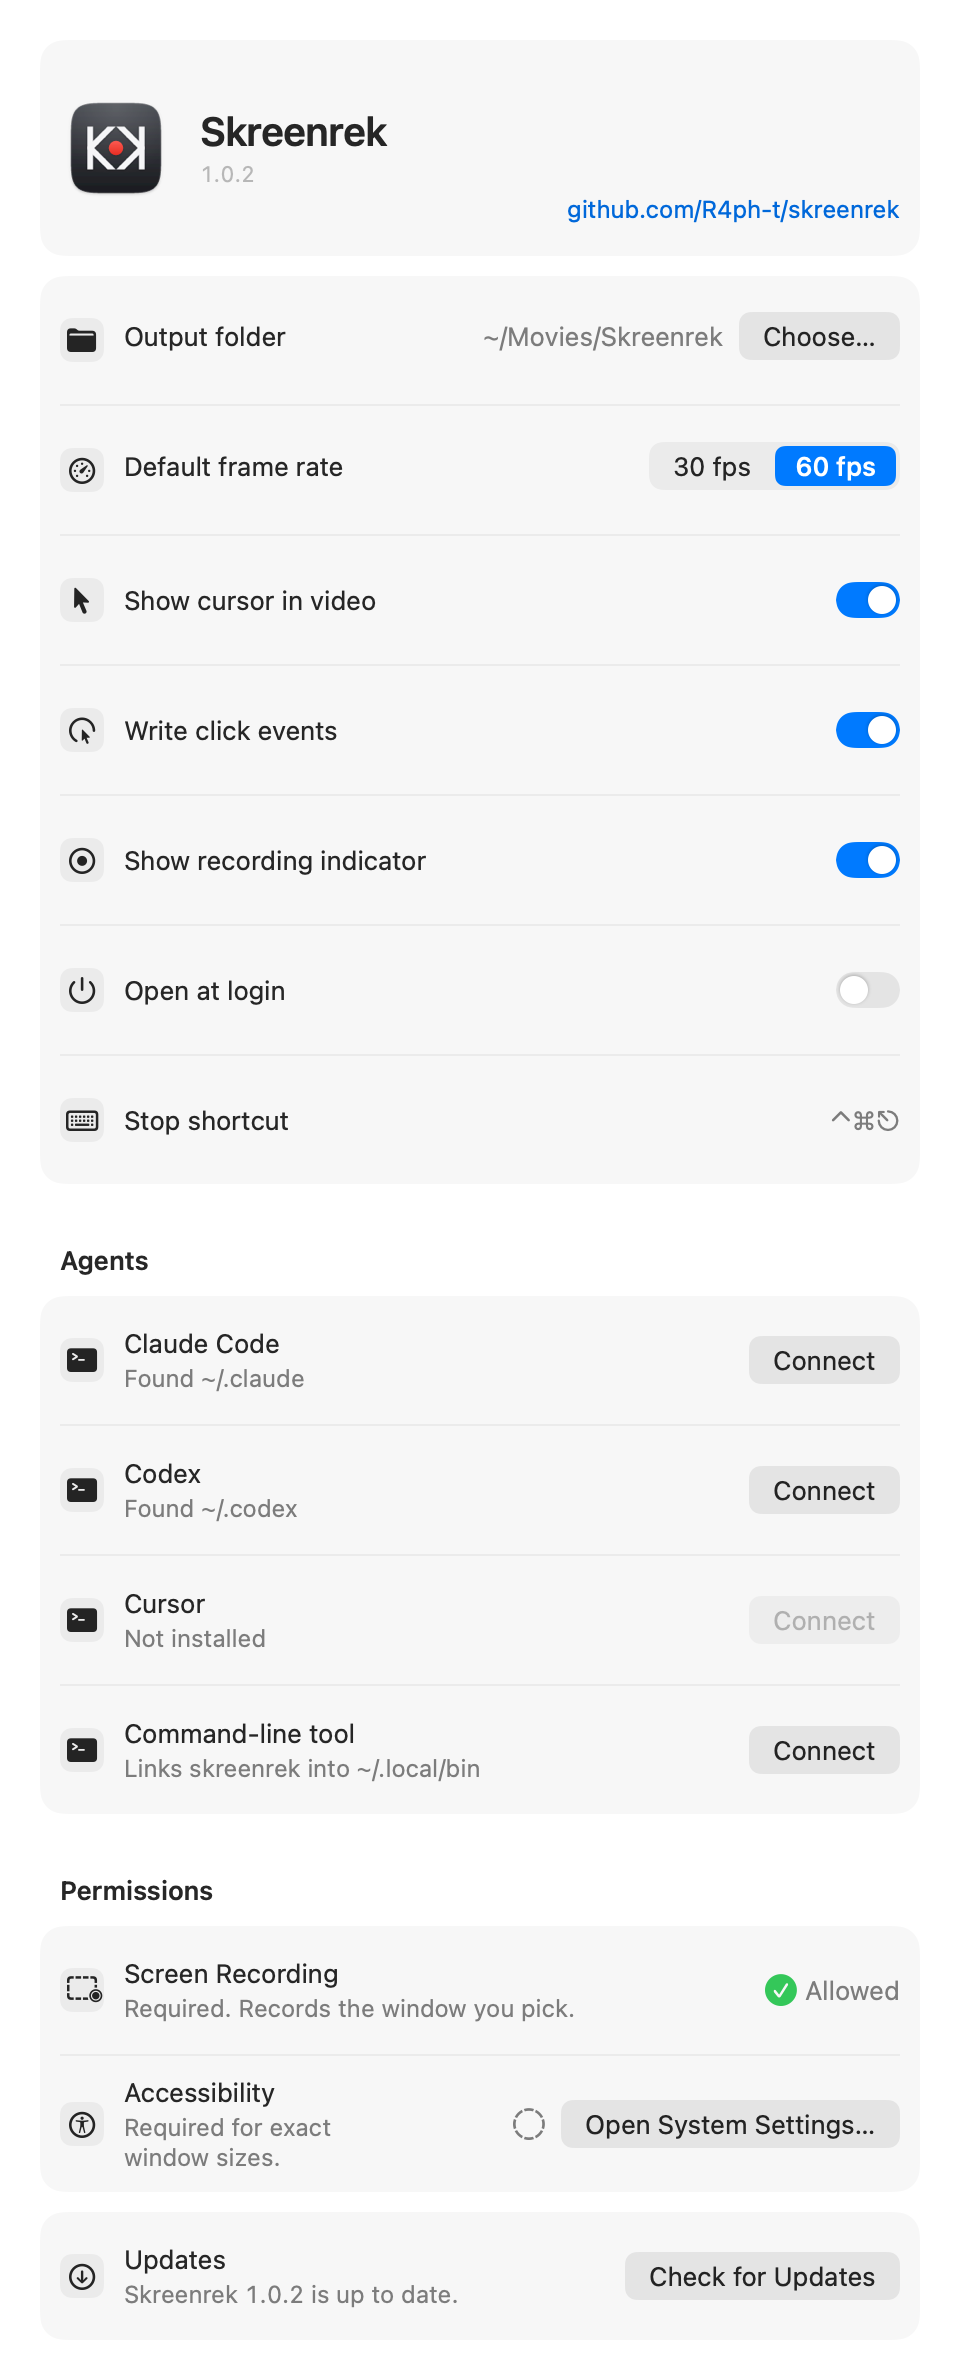 Skreenrek
1.0.2
github.com/R4ph-t/skreenrek
Output folder ~/Movies/Skreenrek Choose...
Default frame rate 30 fps 60 fps
Show cursor in video
Write click events
Show recording indicator
Open at login
Stop shortcut ^⌘⎋
Agents
Claude Code
Found ~/.claude
Connect
Codex
Found ~/.codex
Connect
Cursor
Not installed
Connect
Command-line tool
Links skreenrek into ~/.local/bin
Connect
Permissions
Screen Recording
Required. Records the window you pick.
Allowed
Accessibility
Required for exact
window sizes.
Open System Settings...
Updates
Skreenrek 1.0.2 is up to date.
Check for Updates